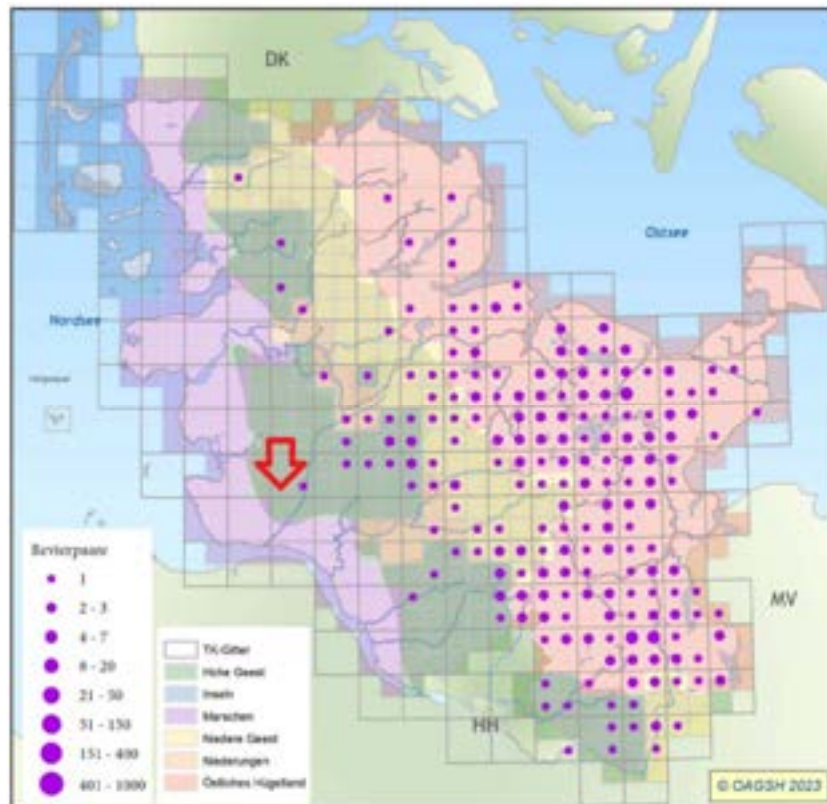 DK
Ostsee
Nordsee
MV
HH
Revierpaare
1
2 - 3
4 - 7
8 - 20
21 - 50
51 - 150
151 - 400
401 - 1000
TK-Gitter
Hohe Geest
Inseln
Marschen
Niedere Geest
Niederungen
Östliches Hügelland
© OAGSH 2023